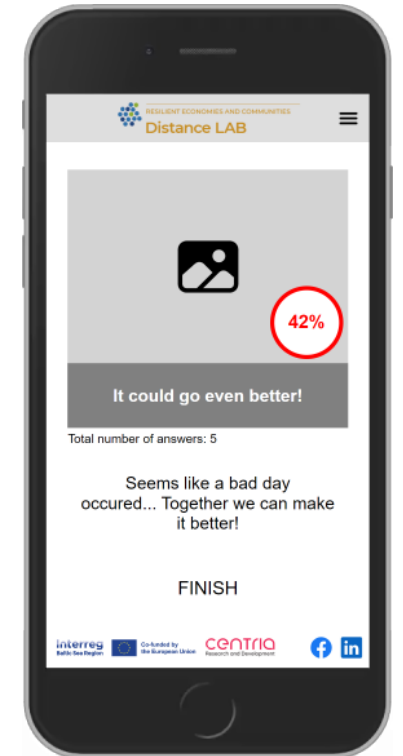 RESILIENT ECONOMIES AND COMMUNITIES
Distance LAB
42%
It could go even better!
Total number of answers: 5
Seems like a bad day
occured... Together we can make
it better!
FINISH
interreg
Baltic Sea Region
Co-funded by
the European Union
CENTRIA
Research and Development
in